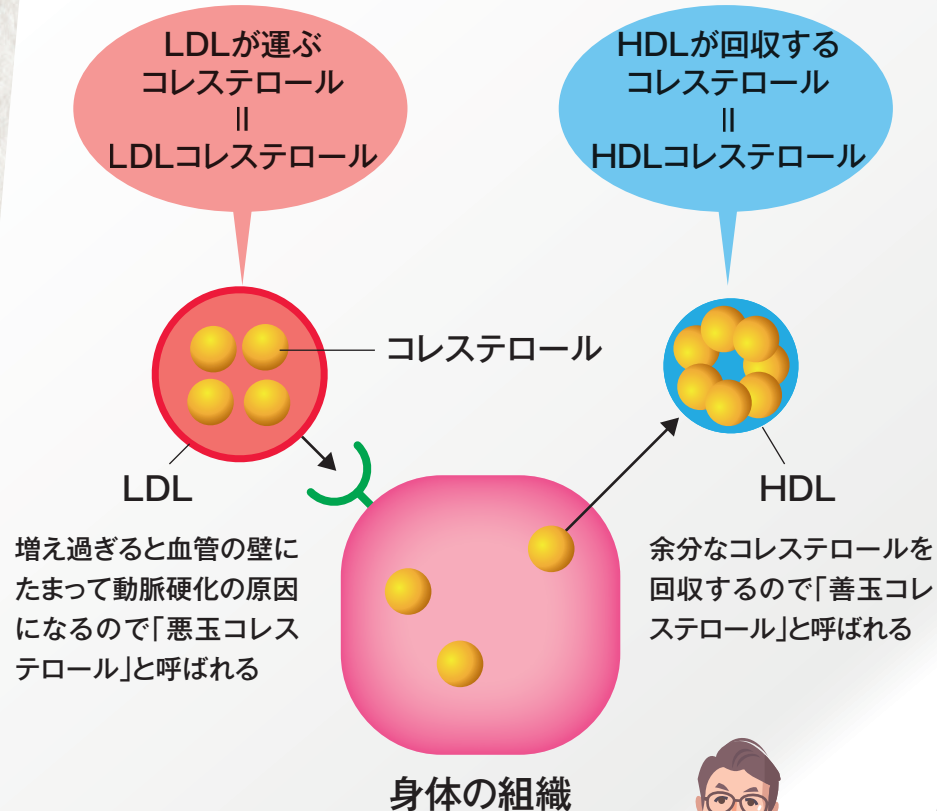 LDLが運ぶ
コレステロール
||
LDLコレステロール
HDLが回収する
コレステロール
||
HDLコレステロール
コレステロール
LDL
増え過ぎると血管の壁に
たまって動脈硬化の原因
になるので「悪玉コレス
テロール」と呼ばれる
HDL
余分なコレステロールを
回収するので「善玉コレ
ステロール」と呼ばれる
身体の組織